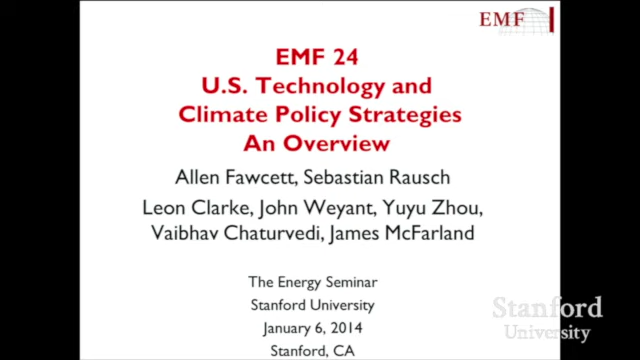 EMF
EMF 24
U.S. Technology and
Climate Policy Strategies
An Overview
Allen Fawcett, Sebastian Rausch
Leon Clarke, John Weyant, Yuyu Zhou,
Vaibhav Chaturvedi, James McFarland
The Energy Seminar
Stanford University
January 6, 2014
Stanford, CA
Stanford
University